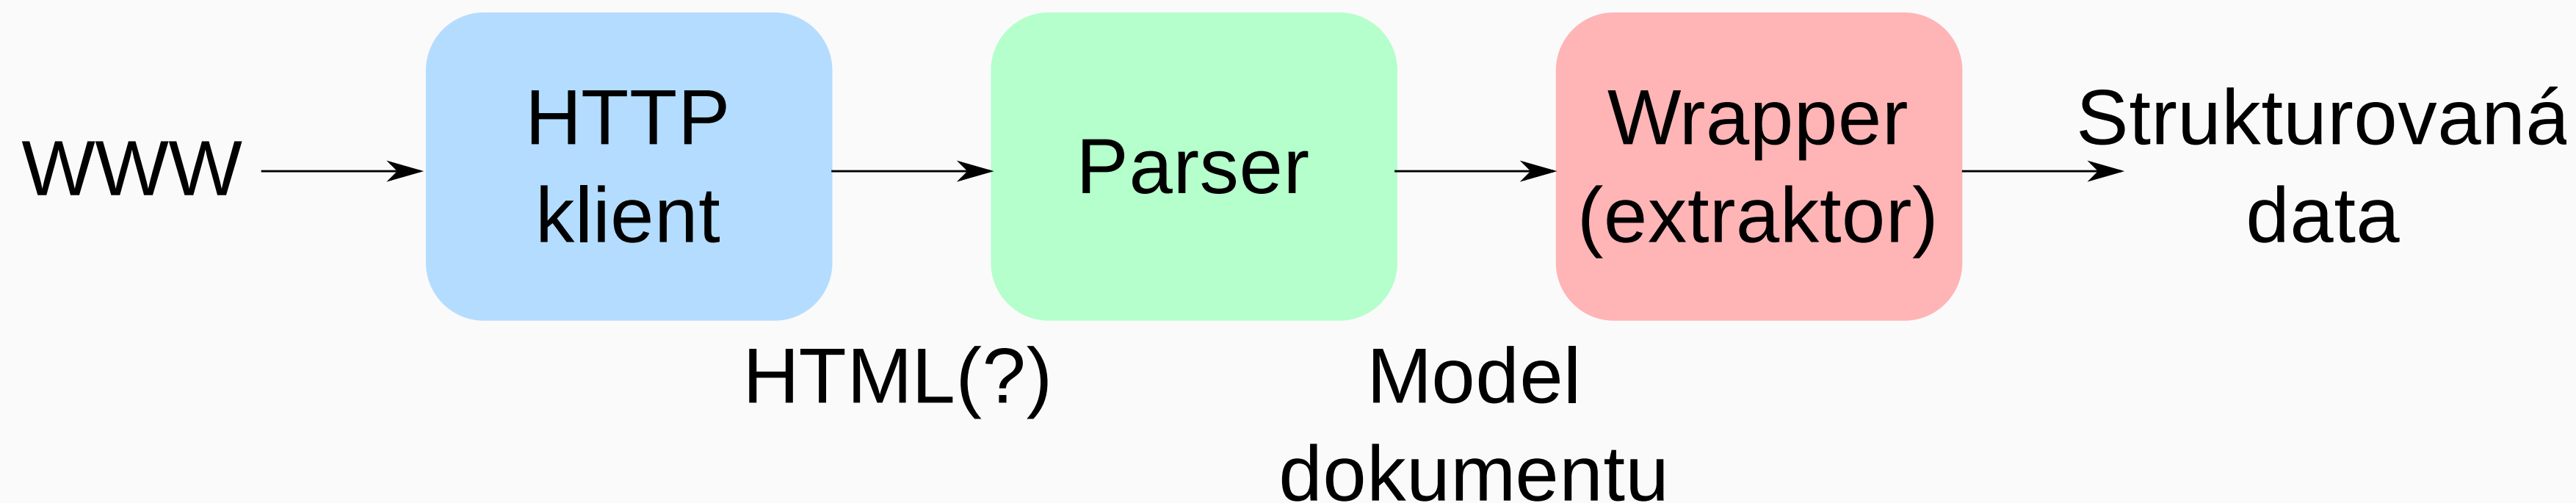 WWW
HTTP
klient
Parser
Wrapper
(extraktor)
Strukturovaná
data
HTML(?)
Model
dokumentu